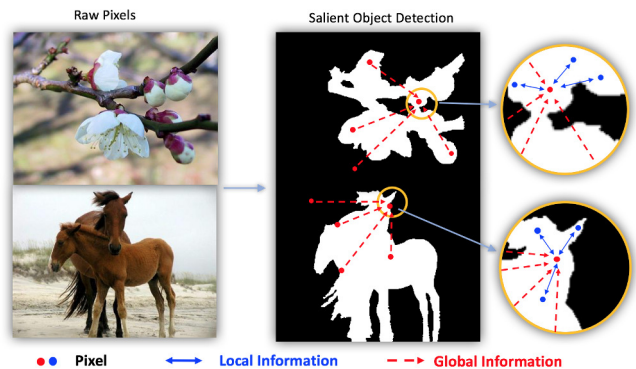 Raw Pixels
Salient Object Detection
Pixel
Local Information
Global Information